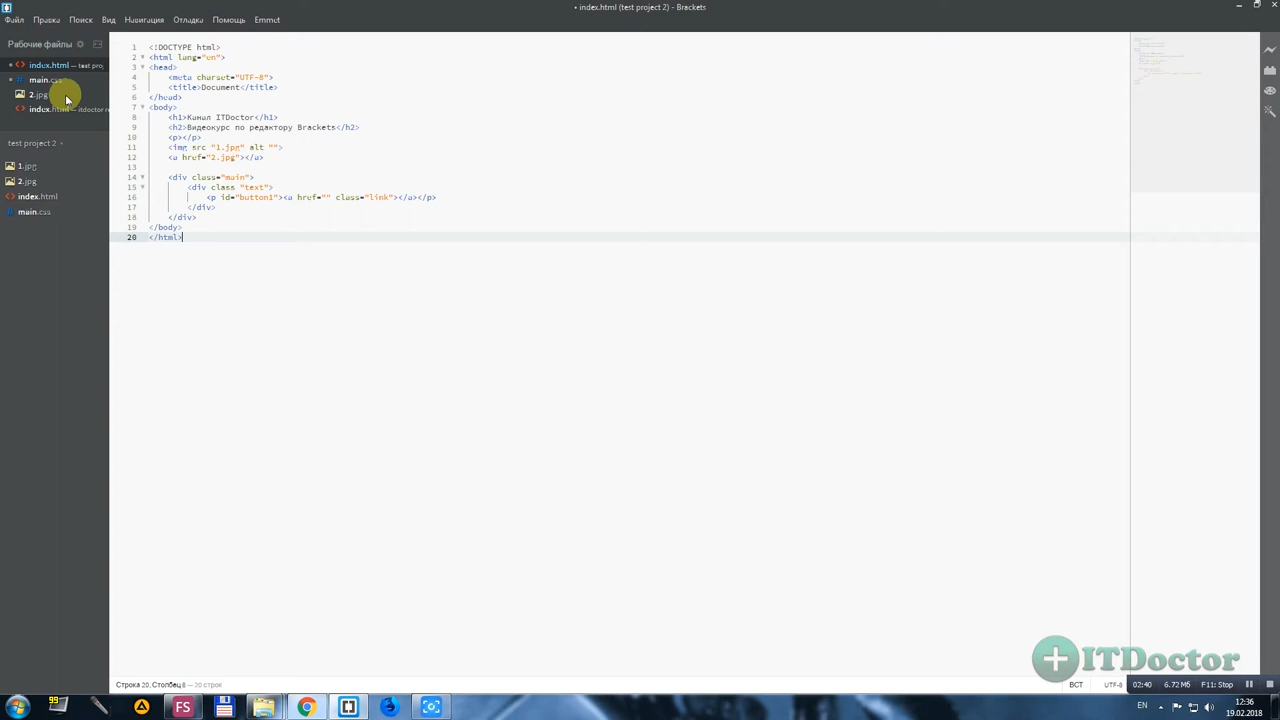 • index.html (test project 2) - Brackets
Файл Правка Поиск Вид Навигация Отладка Помощь Emmet
Рабочие файлы
index.html — test proj
main.css
2.jpg
index.html — itdoctor re
test project 2
1.jpg
2.jpg
index.html
main.css
1 <!DOCTYPE html>
2 <html lang="en">
3 <head>
4 <meta charset="UTF-8">
5 <title>Document</title>
6 </head>
7 <body>
8 <h1>Канал ITDoctor</h1>
9 <h2>Видеокурс по редактору Brackets</h2>
10 <p></p>
11 <img src "1.jpg" alt "">
12 <a href="2.jpg"></a>
13
14 <div class="main">
15 <div class "text">
16 <p id="button1"><a href="" class="link"></a></p>
17 </div>
18 </div>
19 </body>
20 </html>
ITDoctor
Строка 20, Столбец 8 — 20 строк
ВСТ UTF-8
02:40 6.72 Мб F11: Stop
99
FS
EN
12:36
19.02.2018